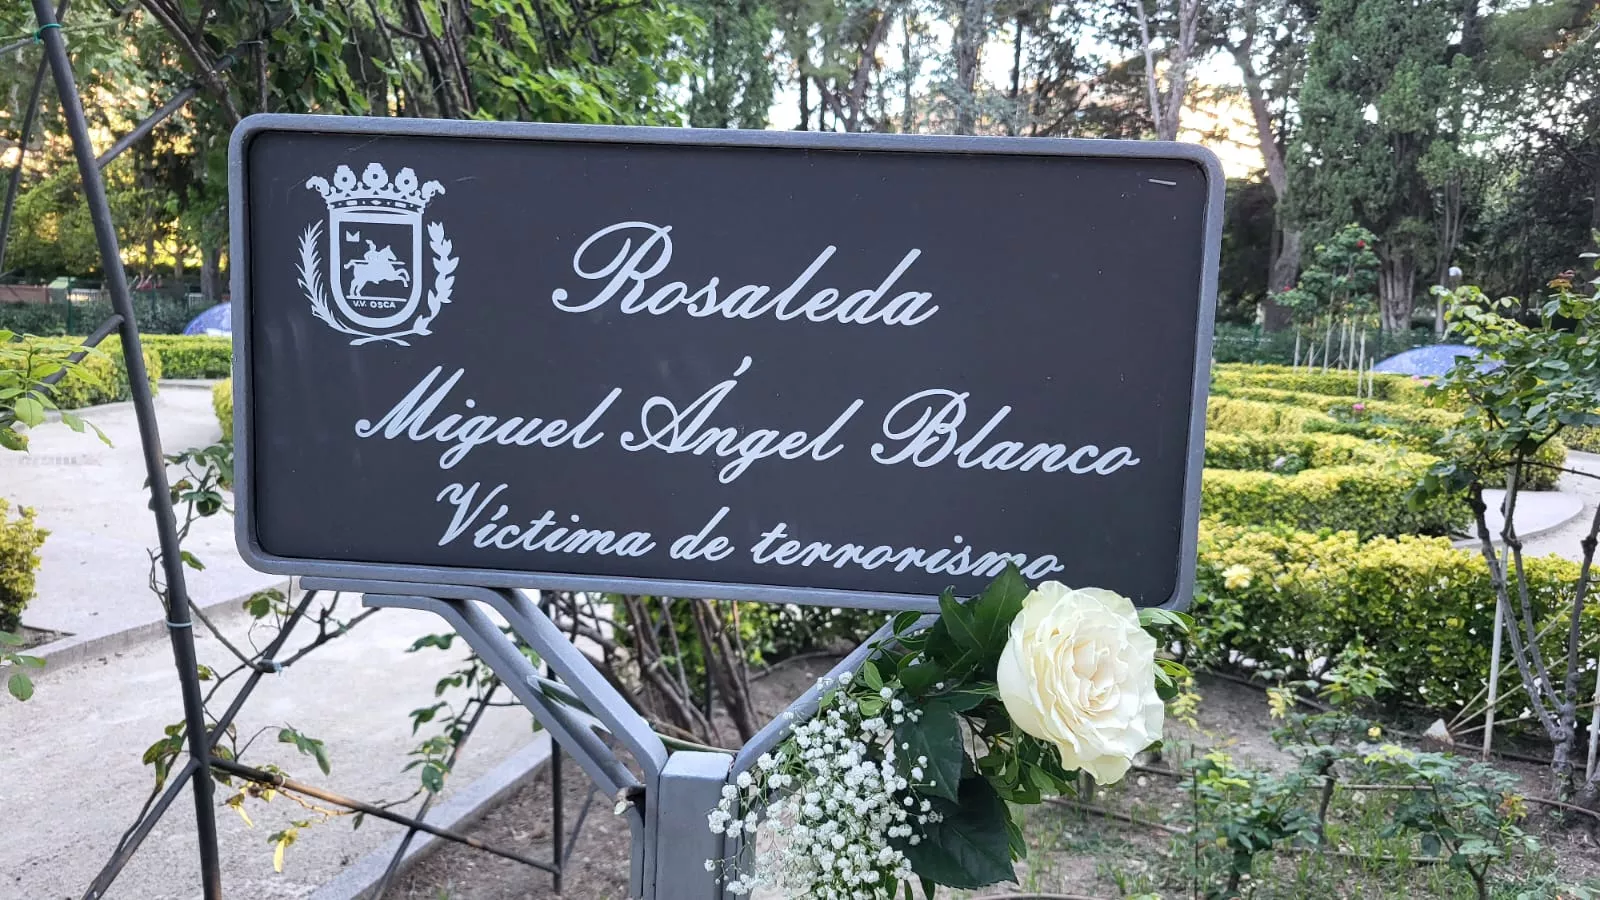 V.V. OSCA
Rosaleda
Miguel Ángel Blanco
Víctima de terrorismo